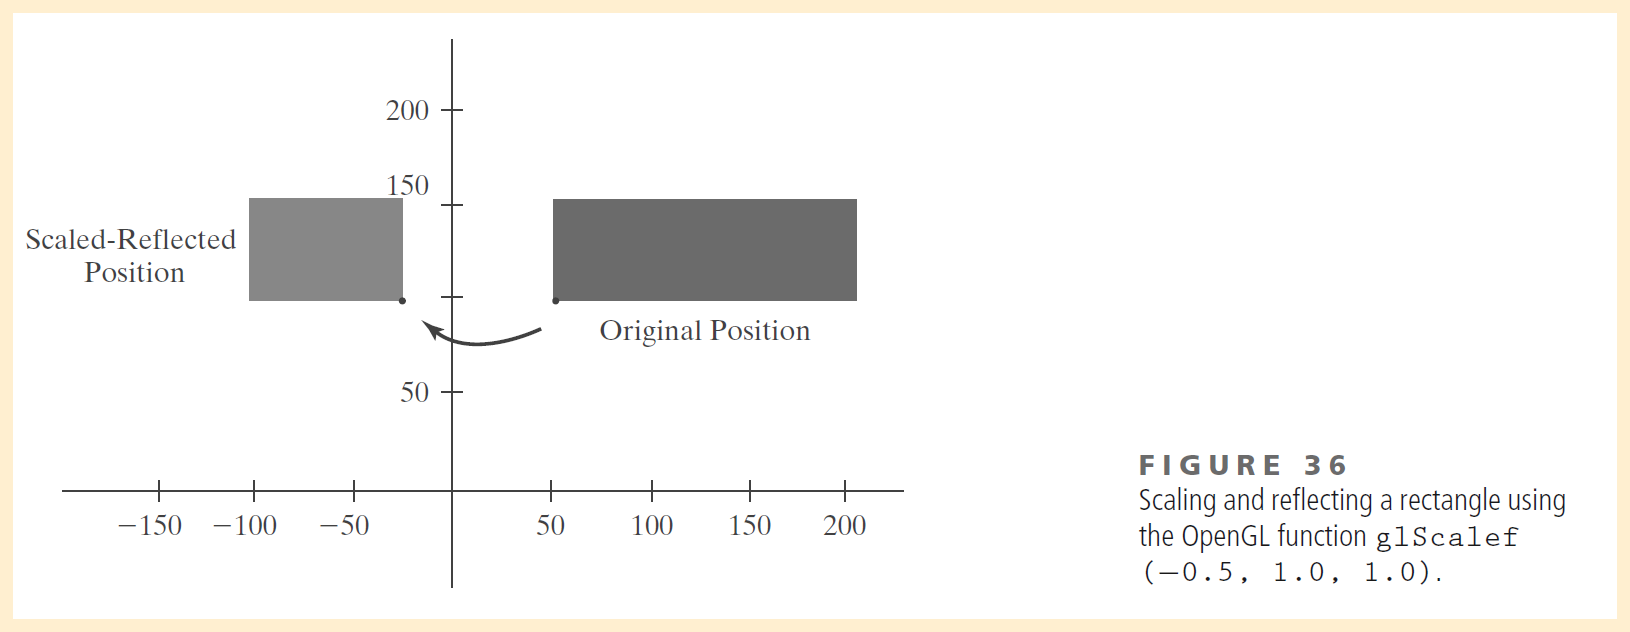 200
150
Scaled-Reflected
Position
Original Position
50
−150 −100 −50 50 100 150 200
FIGURE 36
Scaling and reflecting a rectangle using
the OpenGL function glScalef
(−0.5, 1.0, 1.0).